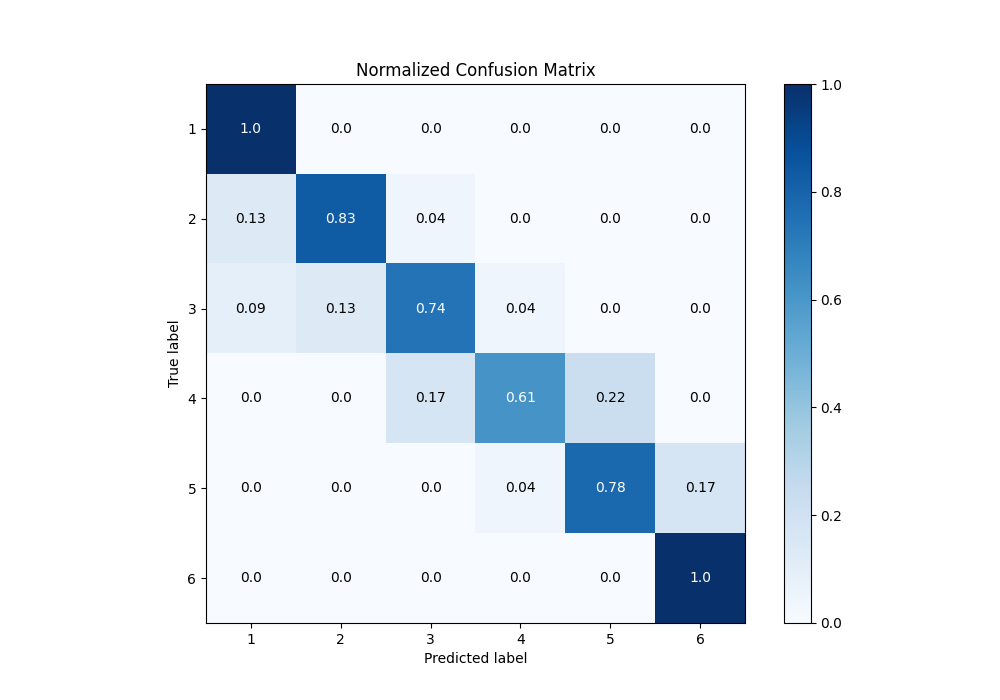 Normalized Confusion Matrix
1 1.0 0.0 0.0 0.0 0.0 0.0
2 0.13 0.83 0.04 0.0 0.0 0.0
3 0.09 0.13 0.74 0.04 0.0 0.0
4 0.0 0.0 0.17 0.61 0.22 0.0
5 0.0 0.0 0.0 0.04 0.78 0.17
6 0.0 0.0 0.0 0.0 0.0 1.0
1 2 3 4 5 6
Predicted label
True label
1.0
0.8
0.6
0.4
0.2
0.0